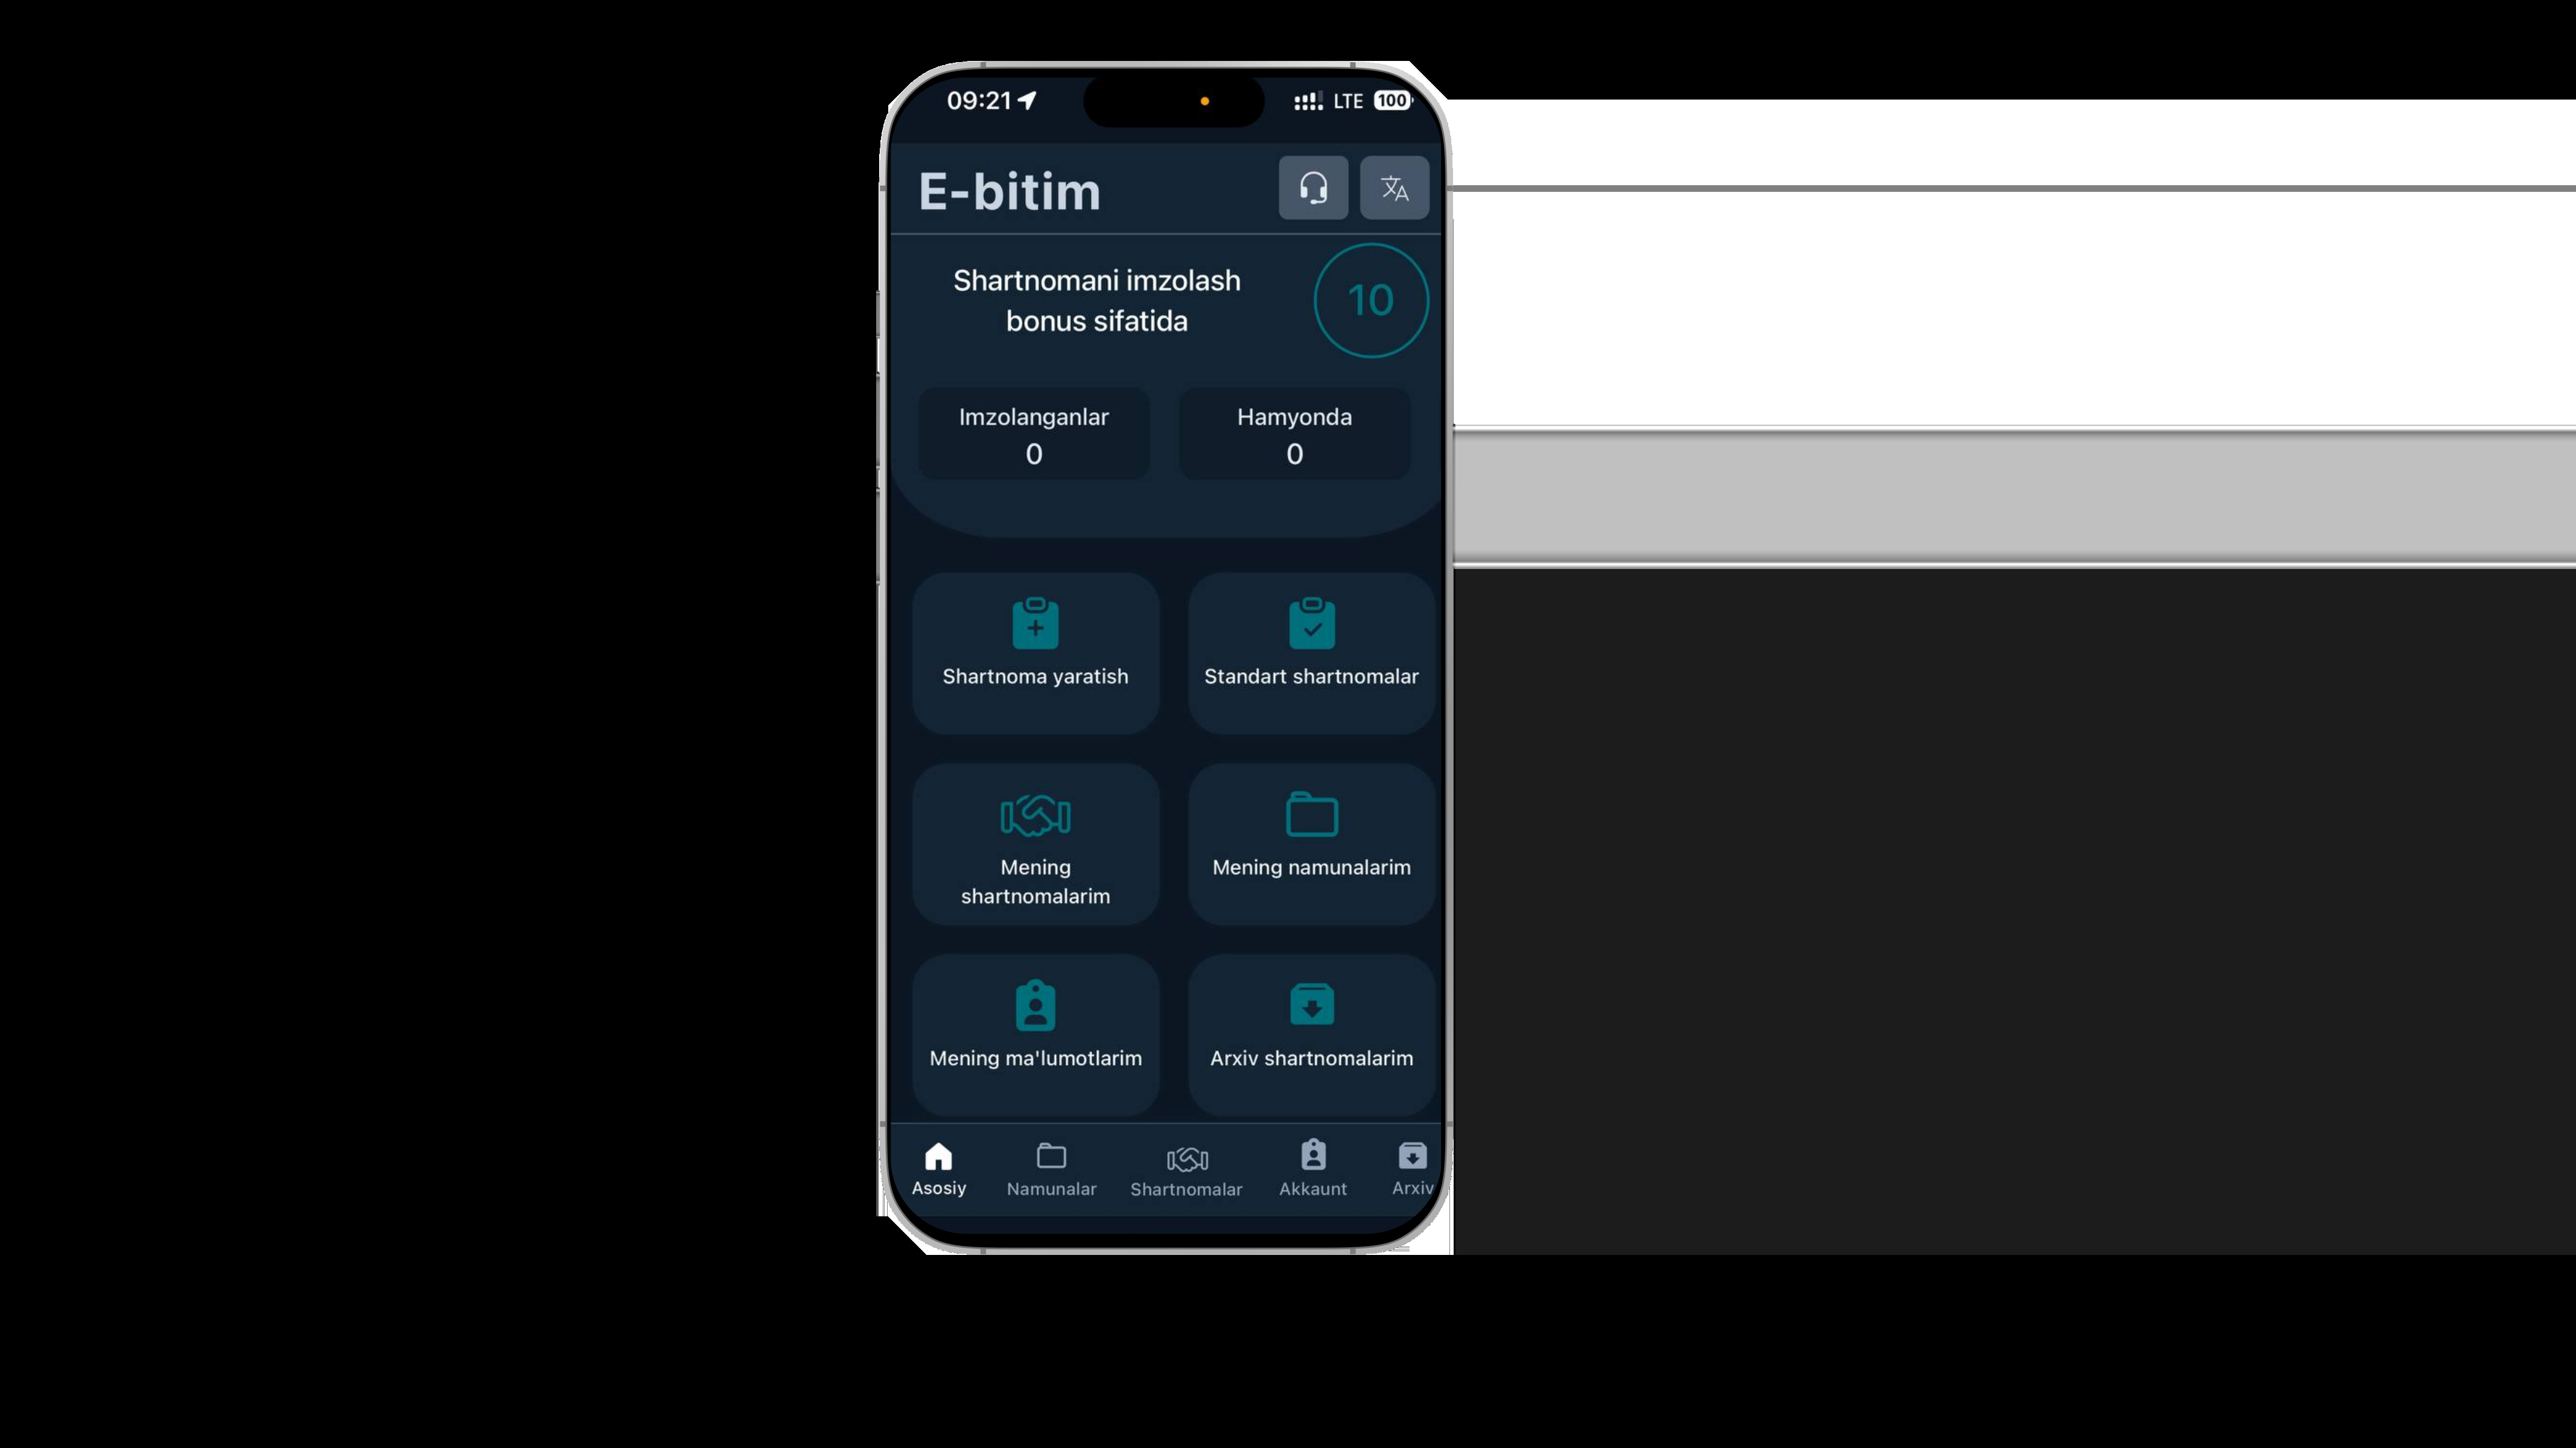 09:21
LTE 100
E-bitim
Shartnomani imzolash
bonus sifatida
10
Imzolanganlar
0
Hamyonda
0
Shartnoma yaratish
Standart shartnomalar
Mening
shartnomalarim
Mening namunalarim
Mening ma'lumotlarim
Arxiv shartnomalarim
Asosiy
Namunalar
Shartnomalar
Akkaunt
Arxiv